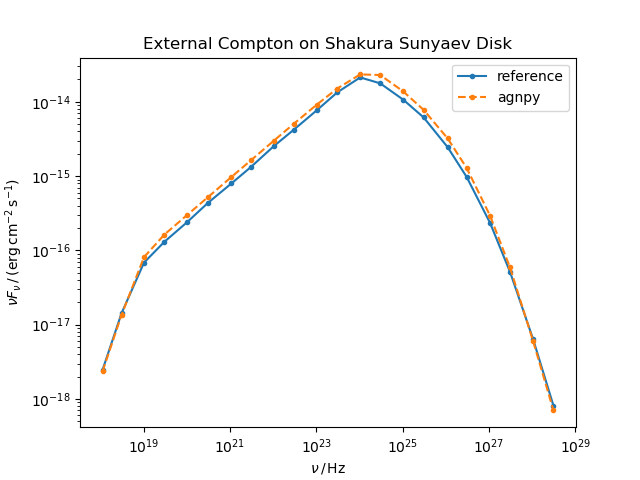 External Compton on Shakura Sunyaev Disk
reference
agnpy
νF_ν / (erg cm⁻² s⁻¹)
10⁻¹⁴
10⁻¹⁵
10⁻¹⁶
10⁻¹⁷
10⁻¹⁸
10¹⁹ 10²¹ 10²³ 10²⁵ 10²⁷ 10²⁹
ν / Hz